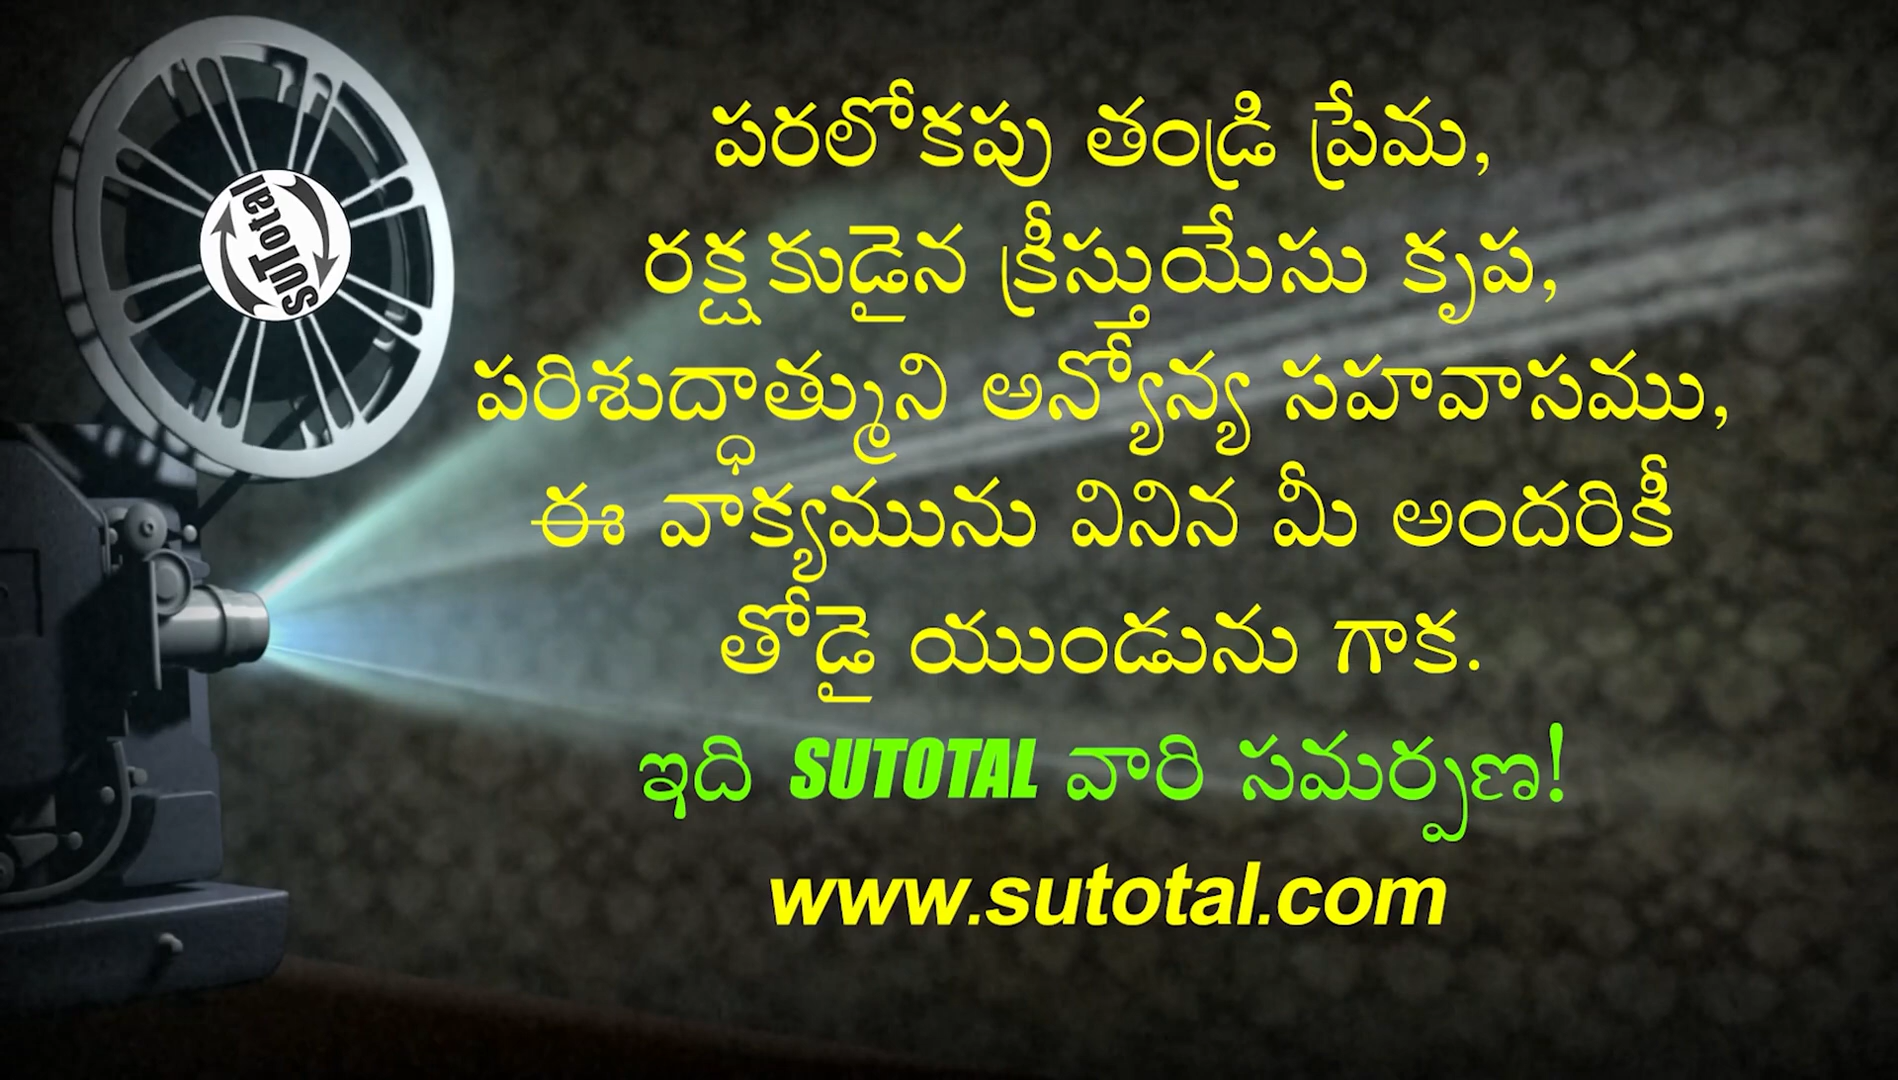 suTotal
పరలోకపు తండ్రి ప్రేమ,
రక్షకుడైన క్రీస్తుయేసు కృప,
పరిశుద్ధాత్ముని అన్యోన్య సహవాసము,
ఈ వాక్యమును వినిన మీ అందరికీ
తోడై యుండును గాక.
ఇది SUTOTAL వారి సమర్పణ!
www.sutotal.com